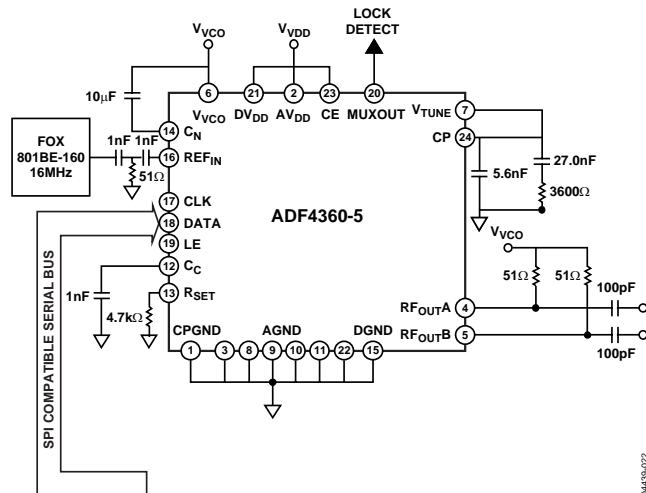 LOCK
DETECT
VVCO
VVDD
10µF
6
21
2
23
20
VVCO
DVDD
AVDD
CE
MUXOUT
VTUNE
7
14
CN
CP
24
FOX
801BE-160
16MHz
1nF
1nF
16
REFIN
51Ω
5.6nF
27.0nF
3600Ω
17
CLK
18
DATA
19
LE
ADF4360-5
12
CC
13
RSET
1nF
4.7kΩ
VVCO
51Ω
51Ω
100pF
RFOUTA
4
RFOUTB
5
100pF
CPGND
AGND
DGND
1
3
8
9
10
11
22
15
SPI COMPATIBLE SERIAL BUS
04439-022